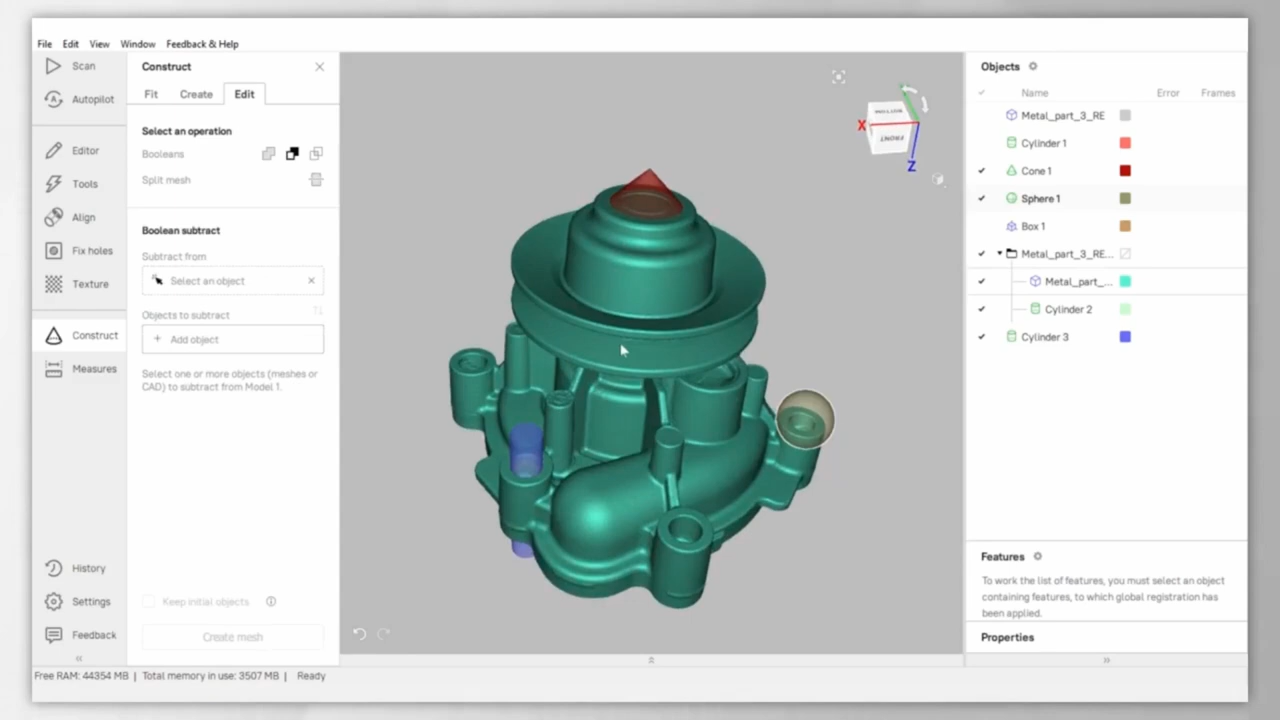 File Edit View Window Feedback & Help
Scan
Autopilot
Editor
Tools
Align
Fix holes
Texture
Construct
Measures
History
Settings
Feedback
Construct
Fit Create Edit
Select an operation
Booleans
Split mesh
Boolean subtract
Subtract from
Select an object
Objects to subtract
+ Add object
Select one or more objects (meshes or
CAD) to subtract from Model 1.
Keep initial objects
Create mesh
X
FRONT
Z
Objects
Name Error Frames
Metal_part_3_RE
Cylinder 1
Cone 1
Sphere 1
Box 1
Metal_part_3_RE...
Metal_part_...
Cylinder 2
Cylinder 3
Features
To work the list of features, you must select an object
containing features, to which global registration has
been applied.
Properties
Free RAM: 44354 MB | Total memory in use: 3507 MB | Ready